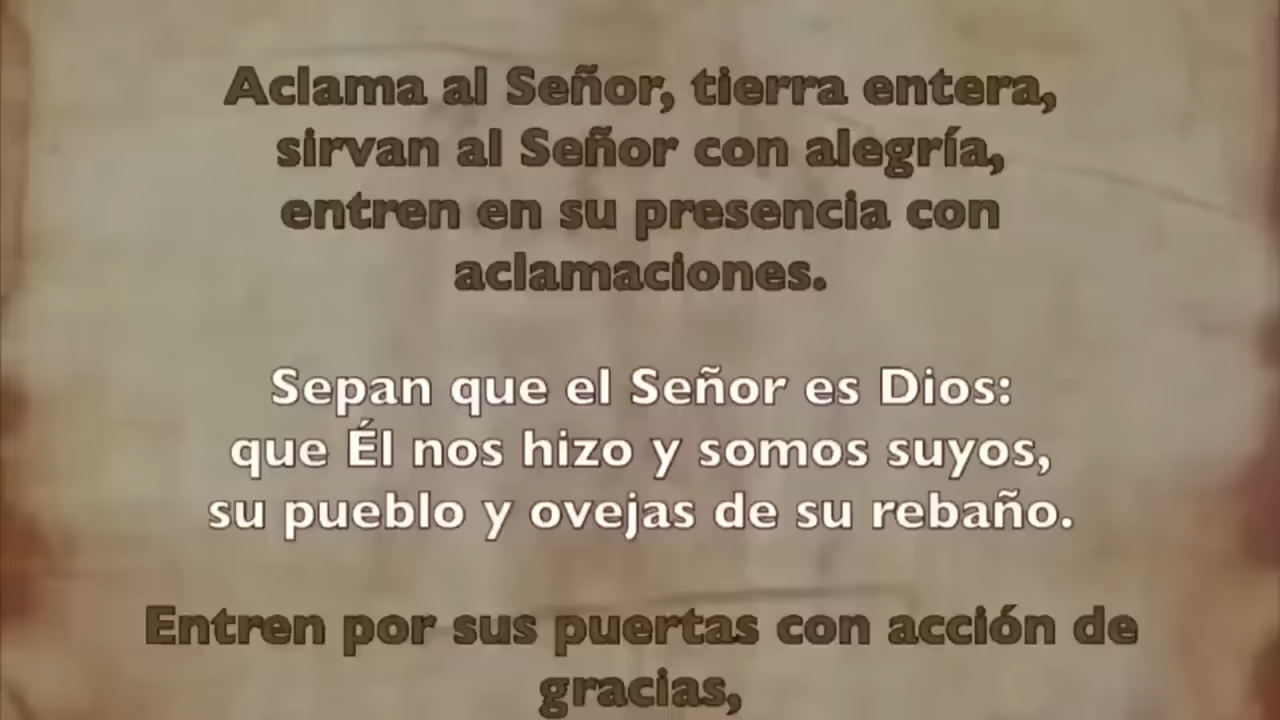 Aclama al Señor, tierra entera,
sirvan al Señor con alegría,
entren en su presencia con
aclamaciones.
Sepan que el Señor es Dios:
que Él nos hizo y somos suyos,
su pueblo y ovejas de su rebaño.
Entren por sus puertas con acción de
gracias,